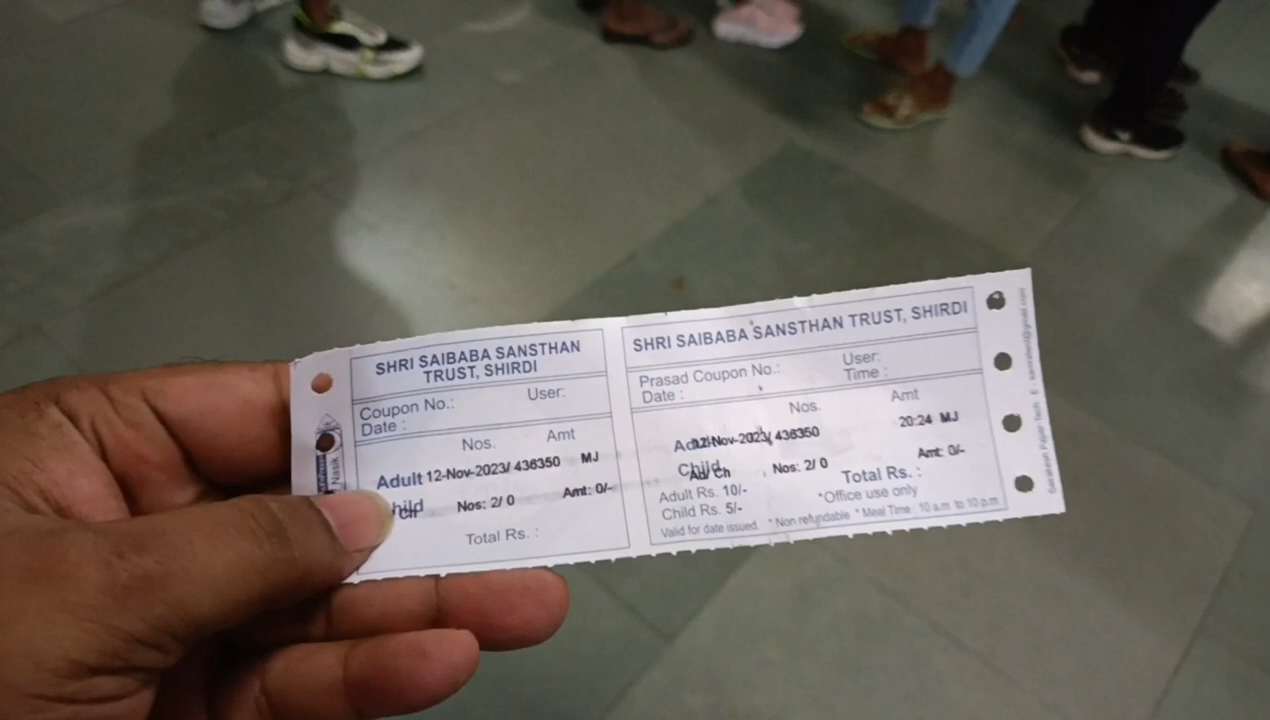 SHRI SAIBABA SANSTHAN
TRUST, SHIRDI
Coupon No.: User:
Date :
Nos. Amt
Adult 12-Nov-2023/ 436350 MJ
Nos: 2/ 0 Amt: 0/-
Total Rs. :
Nasik
SHRI SAIBABA SANSTHAN TRUST, SHIRDI
Prasad Coupon No.: User:
Date : Time :
Nos. Amt
12-Nov-2023/ 436350 20:24 MJ
Child
Ad/ Ch Nos: 2/ 0 Amt: 0/-
Adult Rs. 10/- Total Rs. :
Child Rs. 5/- *Office use only
Valid for date issued. * Non refundable * Meal Time : 10 a.m to 10 p.m